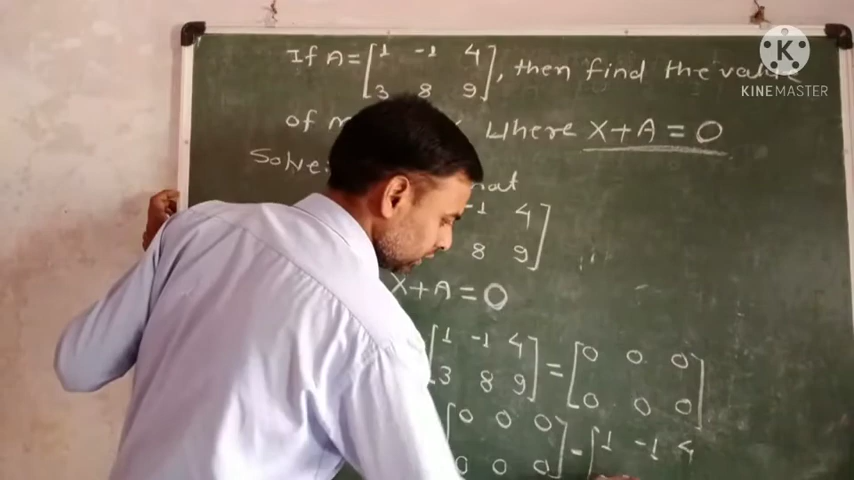 If A = [1 -1 4
3 8 9], then find the value
of Where X+A=0
Solve:
-1 4
8 9]
X+A=0
[1 -1 4
3 8 9] = [0 0 0
0 0 0]
[0 0 0
0 0 0] - [1 -1 4
K
KINEMASTER